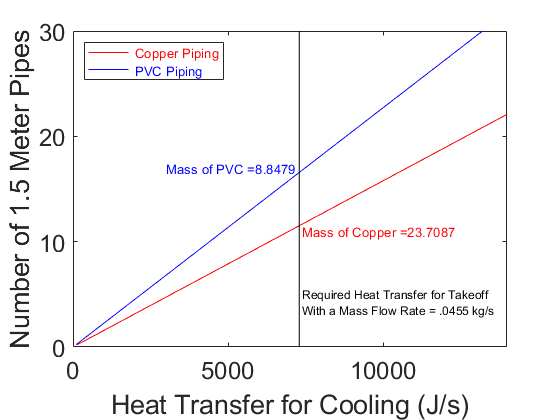 30
20
10
0
Number of 1.5 Meter Pipes
Copper Piping
PVC Piping
Mass of PVC =8.8479
Mass of Copper =23.7087
Required Heat Transfer for Takeoff
With a Mass Flow Rate = .0455 kg/s
0 5000 10000
Heat Transfer for Cooling (J/s)